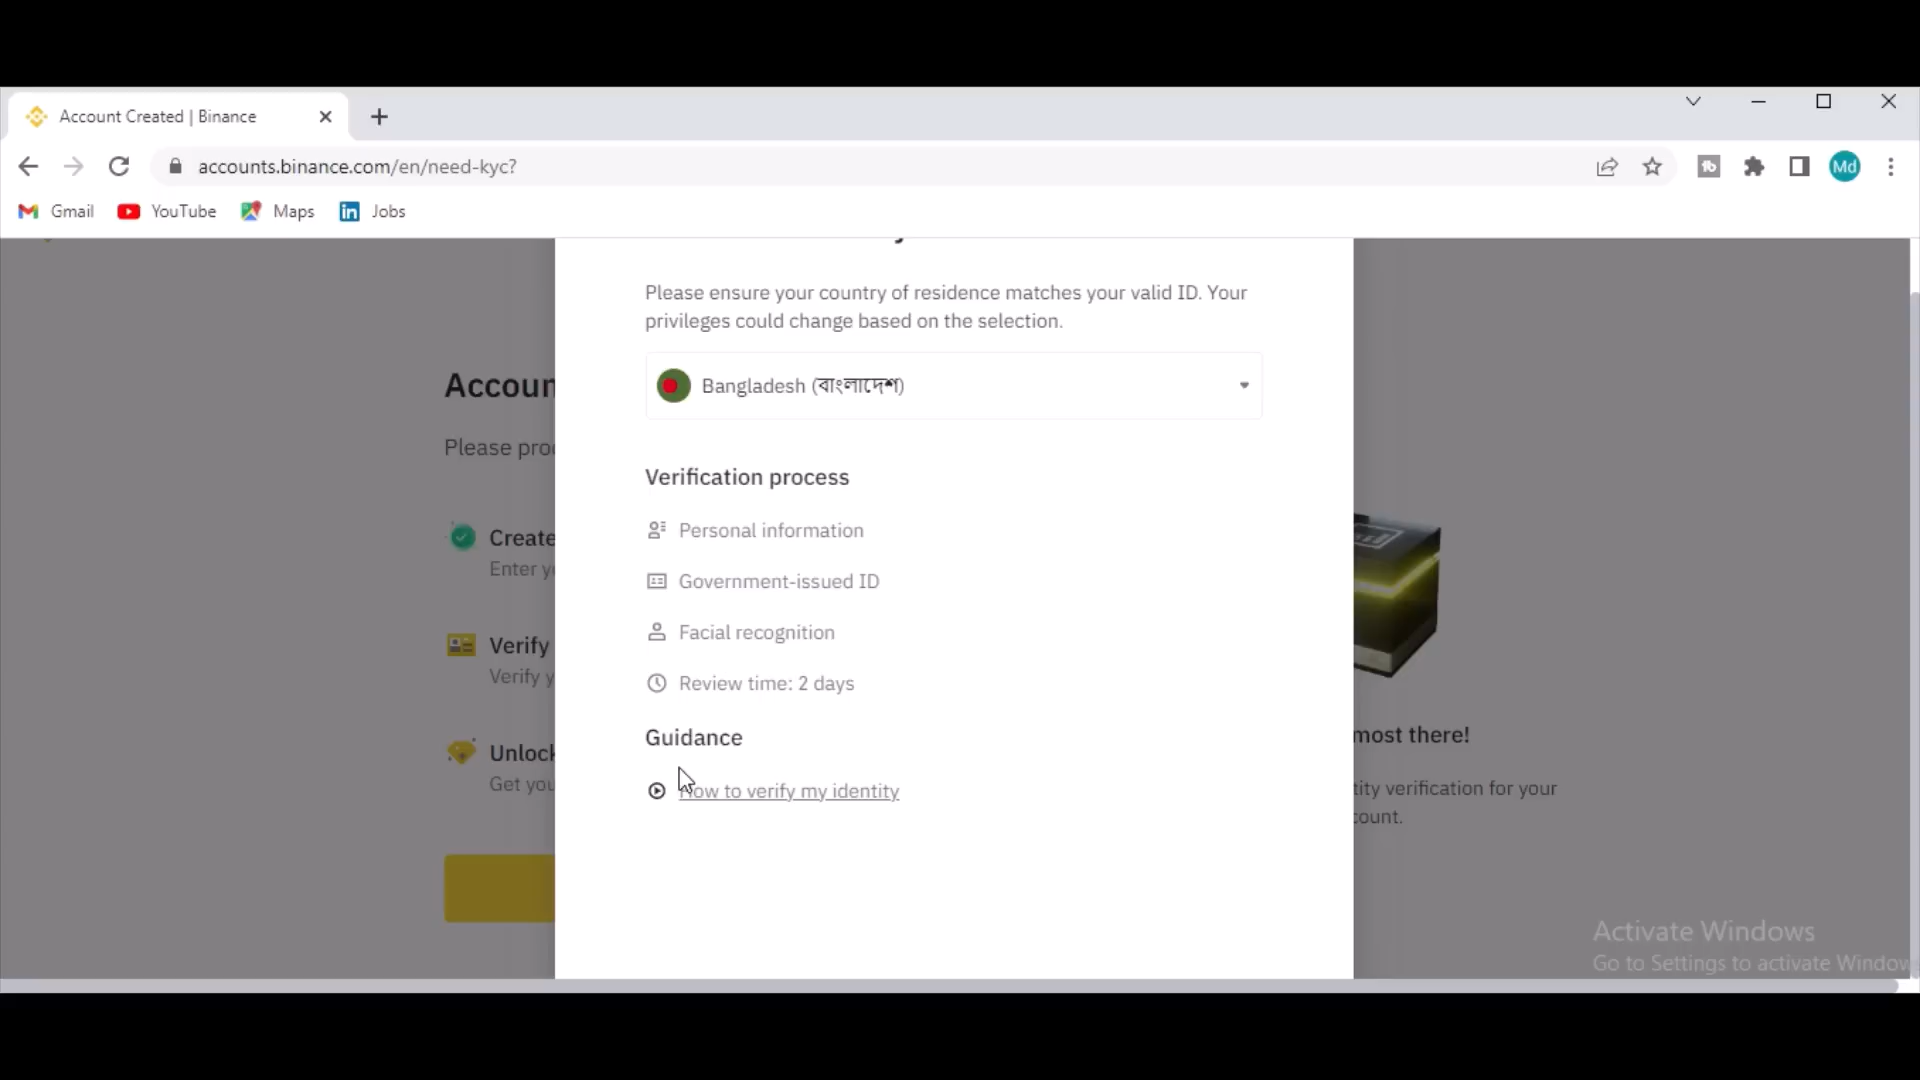 Account Created | Binance
accounts.binance.com/en/need-kyc?
Md
Gmail
YouTube
Maps
Jobs
Please ensure your country of residence matches your valid ID. Your
privileges could change based on the selection.
Bangladesh (বাংলাদেশ)
Verification process
Personal information
Government-issued ID
Facial recognition
Review time: 2 days
Guidance
How to verify my identity
Accoun
Please pro
Create
Enter y
Verify
Verify y
Unlock
Get you
most there!
tity verification for your
count.
Activate Windows
Go to Settings to activate Window